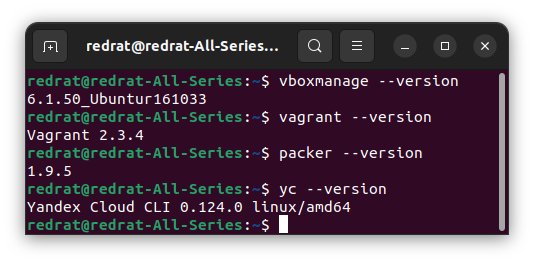 redrat@redrat-All-Series...
redrat@redrat-All-Series:~$ vboxmanage --version
6.1.50_Ubuntur161033
redrat@redrat-All-Series:~$ vagrant --version
Vagrant 2.3.4
redrat@redrat-All-Series:~$ packer --version
1.9.5
redrat@redrat-All-Series:~$ yc --version
Yandex Cloud CLI 0.124.0 linux/amd64
redrat@redrat-All-Series:~$